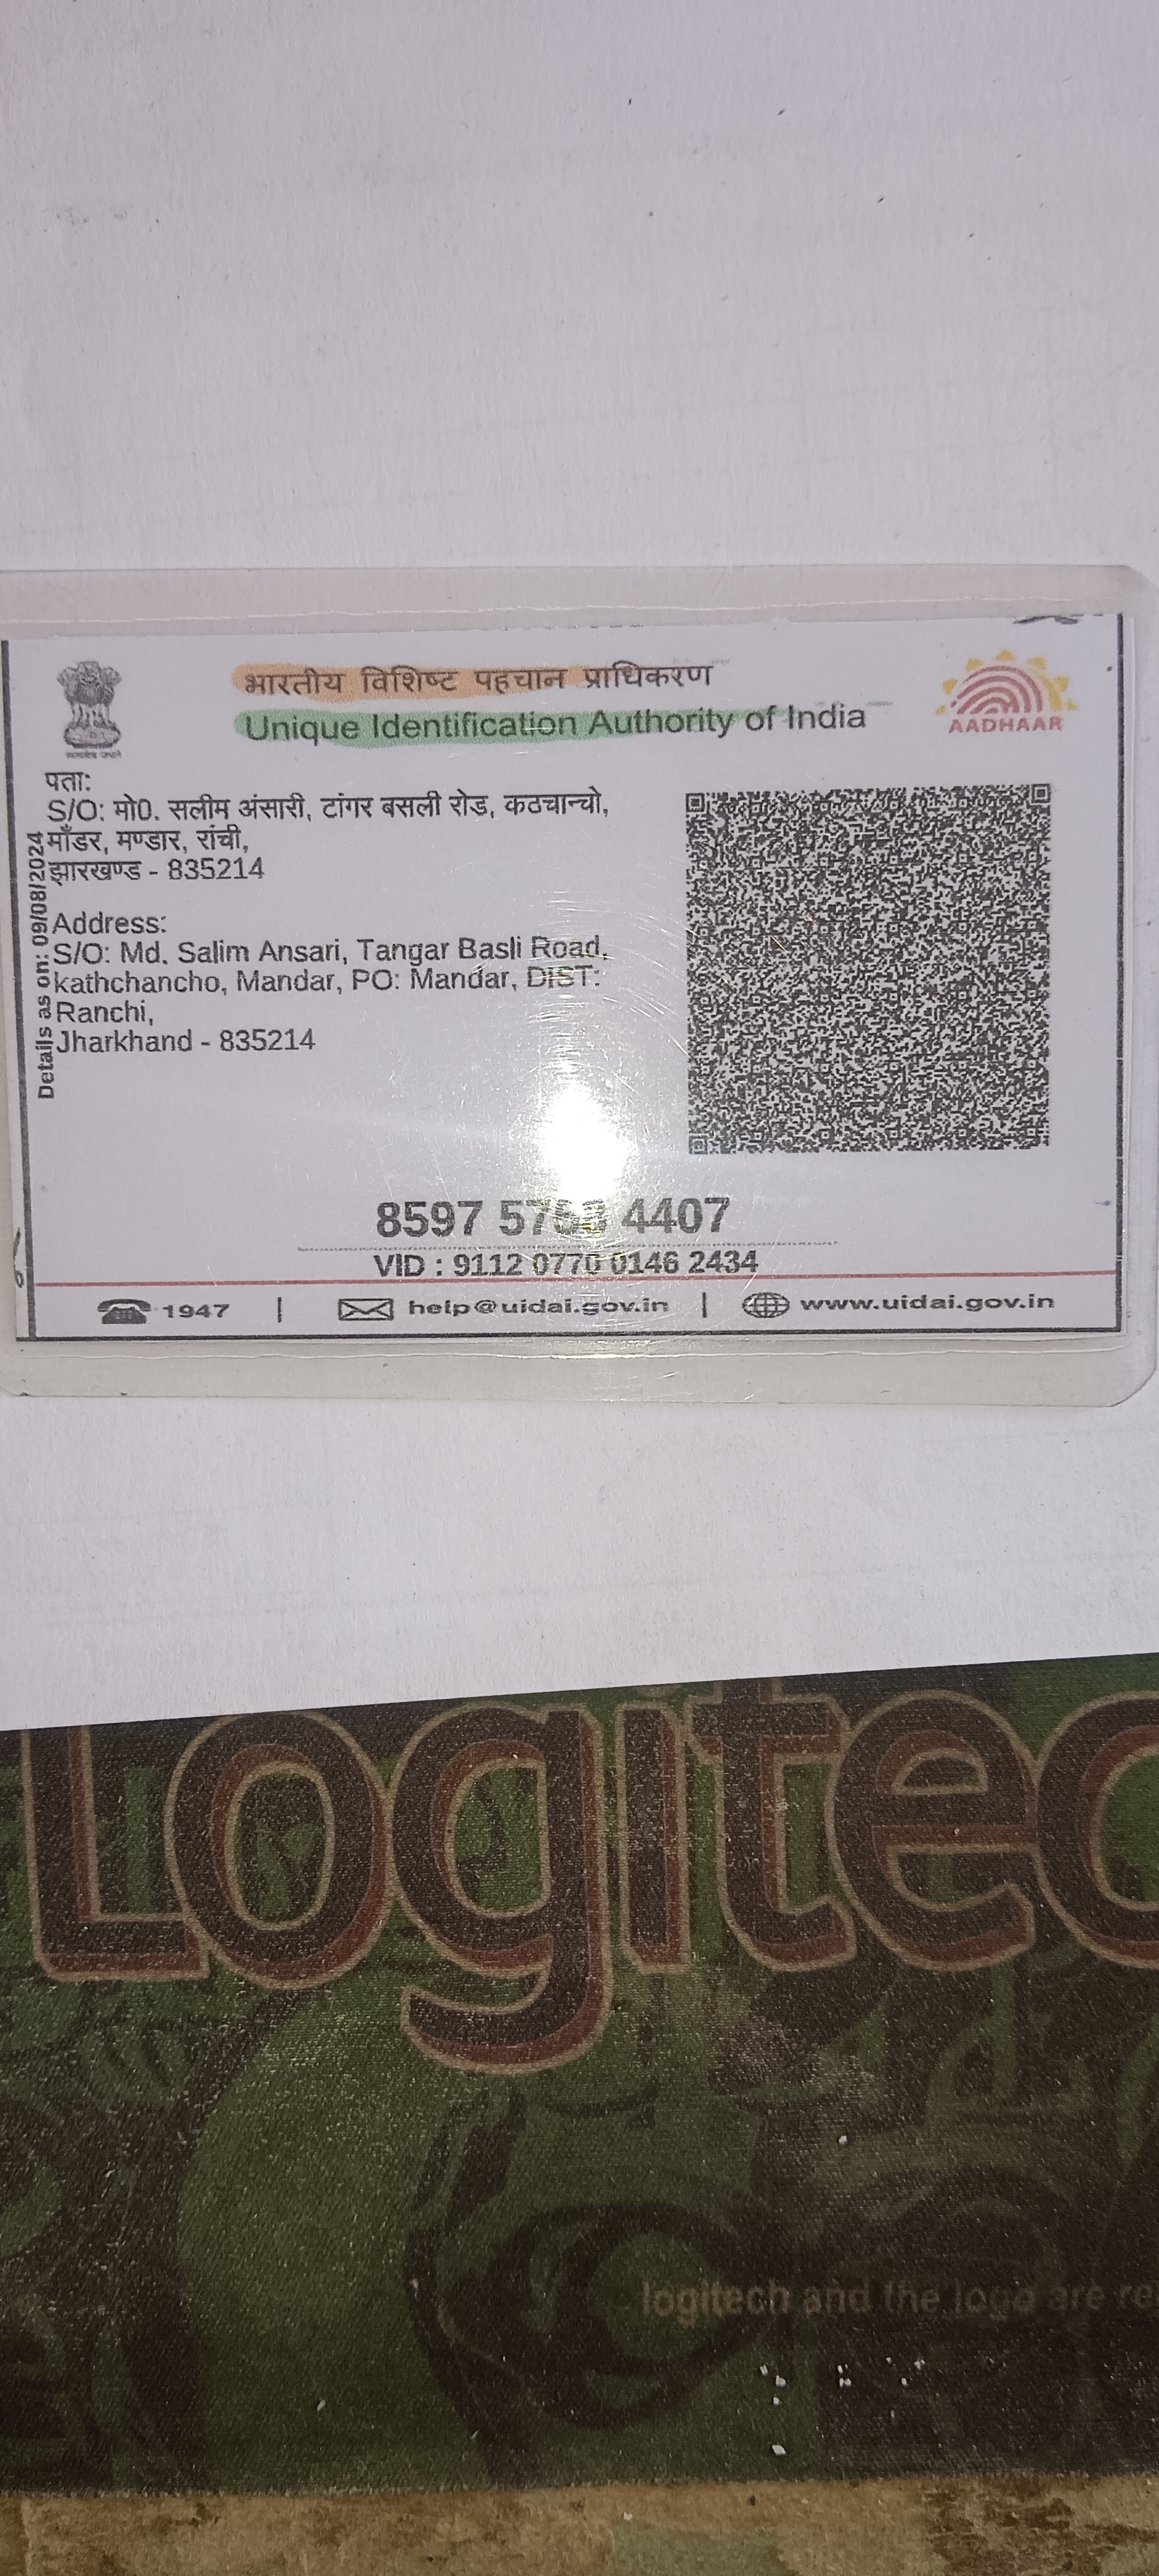 भारतीय विशिष्ट पहचान प्राधिकरण
Unique Identification Authority of India
AADHAAR
पता:
S/O: मो0. सलीम अंसारी, टांगर बसली रोड, कठचान्चो,
माँडर, मण्डार, रांची,
झारखण्ड - 835214
Details as on: 09/08/2024
Address:
S/O: Md. Salim Ansari, Tangar Basli Road,
kathchancho, Mandar, PO: Mandar, DIST:
Ranchi,
Jharkhand - 835214
8597 4407
VID : 9112 0770 0146 2434
1947 | help@uidai.gov.in | www.uidai.gov.in
Logitec
logitech and the logo are re